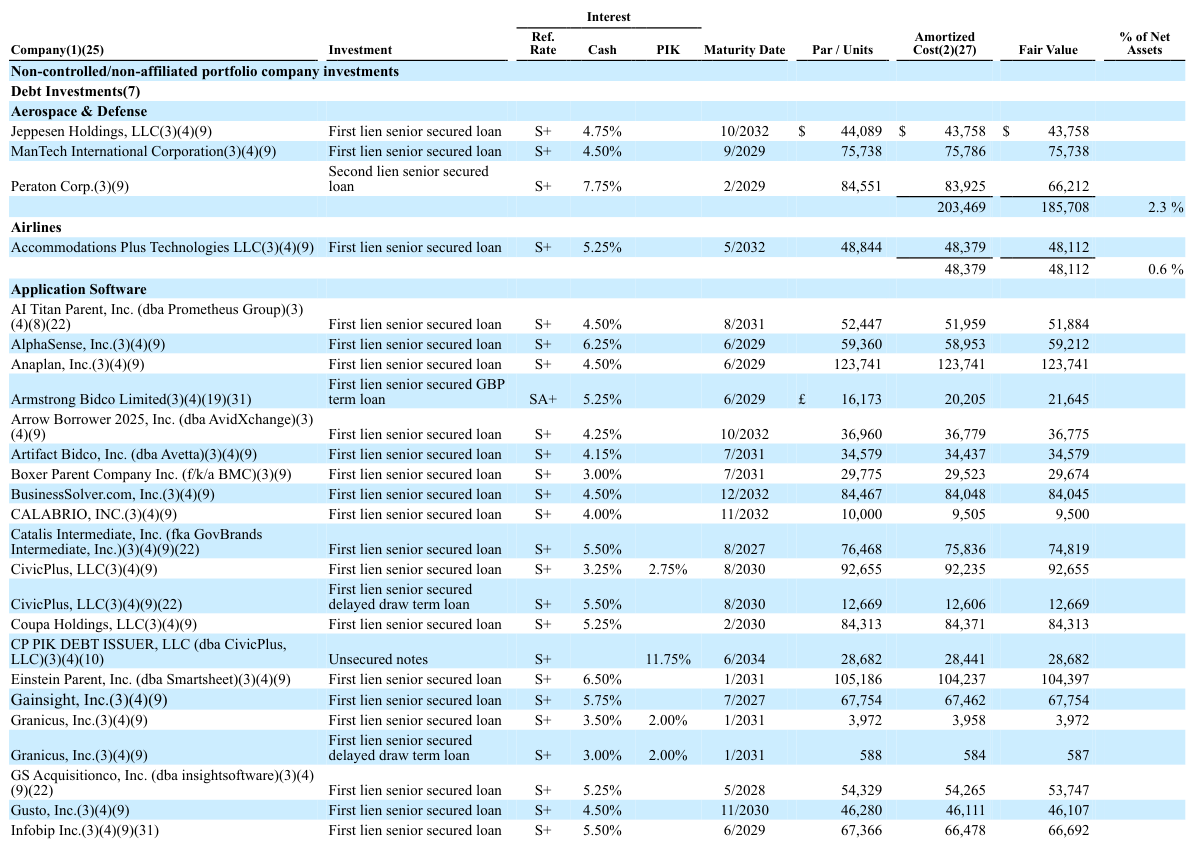 Interest
Company(1)(25) Investment Ref. Rate Cash PIK Maturity Date Par / Units Amortized Cost(2)(27) Fair Value % of Net Assets
Non-controlled/non-affiliated portfolio company investments
Debt Investments(7)
Aerospace & Defense
Jeppesen Holdings, LLC(3)(4)(9) First lien senior secured loan S+ 4.75% 10/2032 $ 44,089 $ 43,758 $ 43,758
ManTech International Corporation(3)(4)(9) First lien senior secured loan S+ 4.50% 9/2029 75,738 75,786 75,738
Second lien senior secured
Peraton Corp.(3)(9) loan S+ 7.75% 2/2029 84,551 83,925 66,212
203,469 185,708 2.3 %
Airlines
Accommodations Plus Technologies LLC(3)(4)(9) First lien senior secured loan S+ 5.25% 5/2032 48,844 48,379 48,112
48,379 48,112 0.6 %
Application Software
AI Titan Parent, Inc. (dba Prometheus Group)(3)
(4)(8)(22) First lien senior secured loan S+ 4.50% 8/2031 52,447 51,959 51,884
AlphaSense, Inc.(3)(4)(9) First lien senior secured loan S+ 6.25% 6/2029 59,360 58,953 59,212
Anaplan, Inc.(3)(4)(9) First lien senior secured loan S+ 4.50% 6/2029 123,741 123,741 123,741
First lien senior secured GBP
Armstrong Bidco Limited(3)(4)(19)(31) term loan SA+ 5.25% 6/2029 £ 16,173 20,205 21,645
Arrow Borrower 2025, Inc. (dba AvidXchange)(3)
(4)(9) First lien senior secured loan S+ 4.25% 10/2032 36,960 36,779 36,775
Artifact Bidco, Inc. (dba Avetta)(3)(4)(9) First lien senior secured loan S+ 4.15% 7/2031 34,579 34,437 34,579
Boxer Parent Company Inc. (f/k/a BMC)(3)(9) First lien senior secured loan S+ 3.00% 7/2031 29,775 29,523 29,674
BusinessSolver.com, Inc.(3)(4)(9) First lien senior secured loan S+ 4.50% 12/2032 84,467 84,048 84,045
CALABRIO, INC.(3)(4)(9) First lien senior secured loan S+ 4.00% 11/2032 10,000 9,505 9,500
Catalis Intermediate, Inc. (fka GovBrands
Intermediate, Inc.)(3)(4)(9)(22) First lien senior secured loan S+ 5.50% 8/2027 76,468 75,836 74,819
CivicPlus, LLC(3)(4)(9) First lien senior secured loan S+ 3.25% 2.75% 8/2030 92,655 92,235 92,655
First lien senior secured
CivicPlus, LLC(3)(4)(9)(22) delayed draw term loan S+ 5.50% 8/2030 12,669 12,606 12,669
Coupa Holdings, LLC(3)(4)(9) First lien senior secured loan S+ 5.25% 2/2030 84,313 84,371 84,313
CP PIK DEBT ISSUER, LLC (dba CivicPlus,
LLC)(3)(4)(10) Unsecured notes S+ 11.75% 6/2034 28,682 28,441 28,682
Einstein Parent, Inc. (dba Smartsheet)(3)(4)(9) First lien senior secured loan S+ 6.50% 1/2031 105,186 104,237 104,397
Gainsight, Inc.(3)(4)(9) First lien senior secured loan S+ 5.75% 7/2027 67,754 67,462 67,754
Granicus, Inc.(3)(4)(9) First lien senior secured loan S+ 3.50% 2.00% 1/2031 3,972 3,958 3,972
First lien senior secured
Granicus, Inc.(3)(4)(9) delayed draw term loan S+ 3.00% 2.00% 1/2031 588 584 587
GS Acquisitionco, Inc. (dba insightsoftware)(3)(4)
(9)(22) First lien senior secured loan S+ 5.25% 5/2028 54,329 54,265 53,747
Gusto, Inc.(3)(4)(9) First lien senior secured loan S+ 4.50% 11/2030 46,280 46,111 46,107
Infobip Inc.(3)(4)(9)(31) First lien senior secured loan S+ 5.50% 6/2029 67,366 66,478 66,692